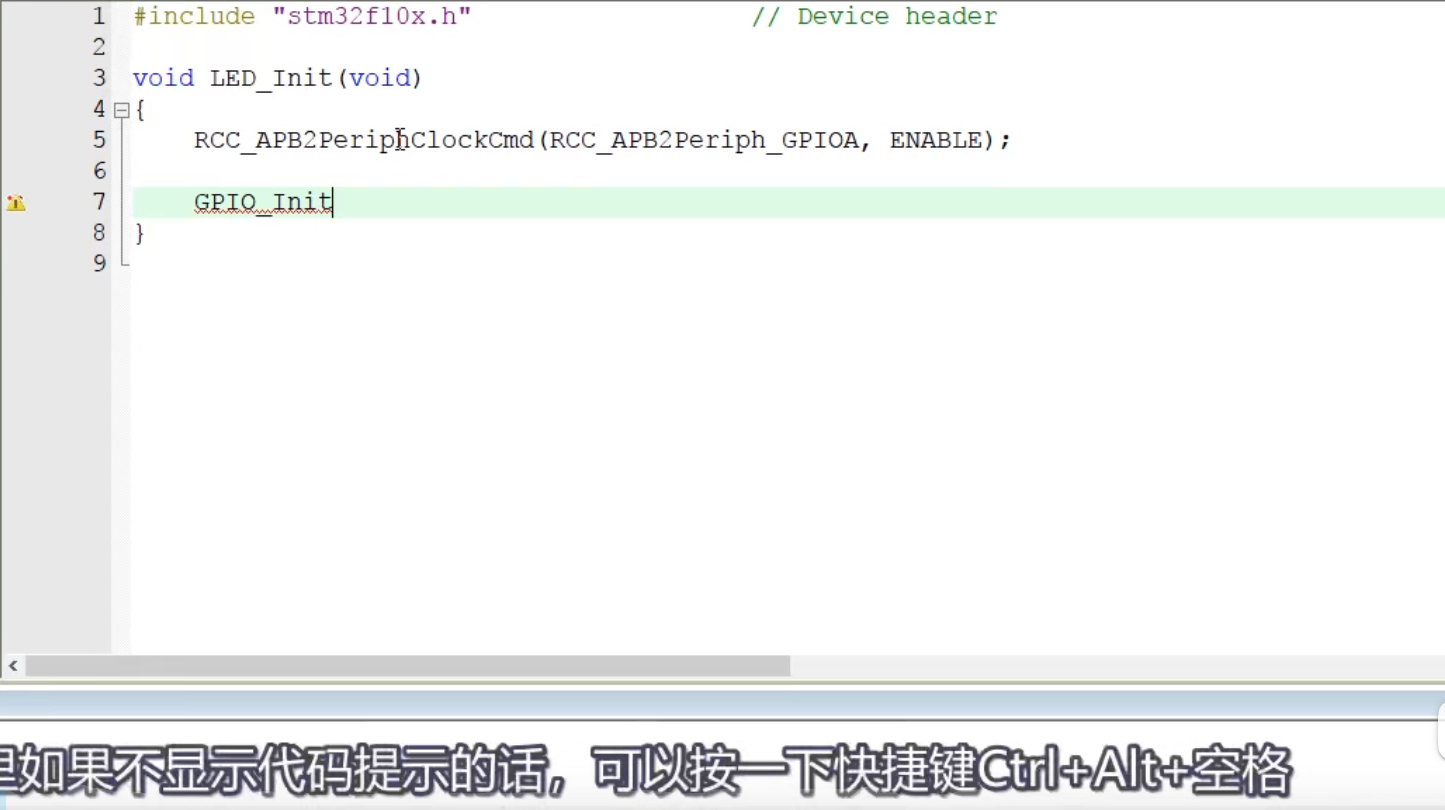 1 #include "stm32f10x.h" // Device header
2
3 void LED_Init(void)
4 {
5 RCC_APB2PeriphClockCmd(RCC_APB2Periph_GPIOA, ENABLE);
6
7 GPIO_Init
8 }
9
里如果不显示代码提示的话，可以按一下快捷键Ctrl+Alt+空格